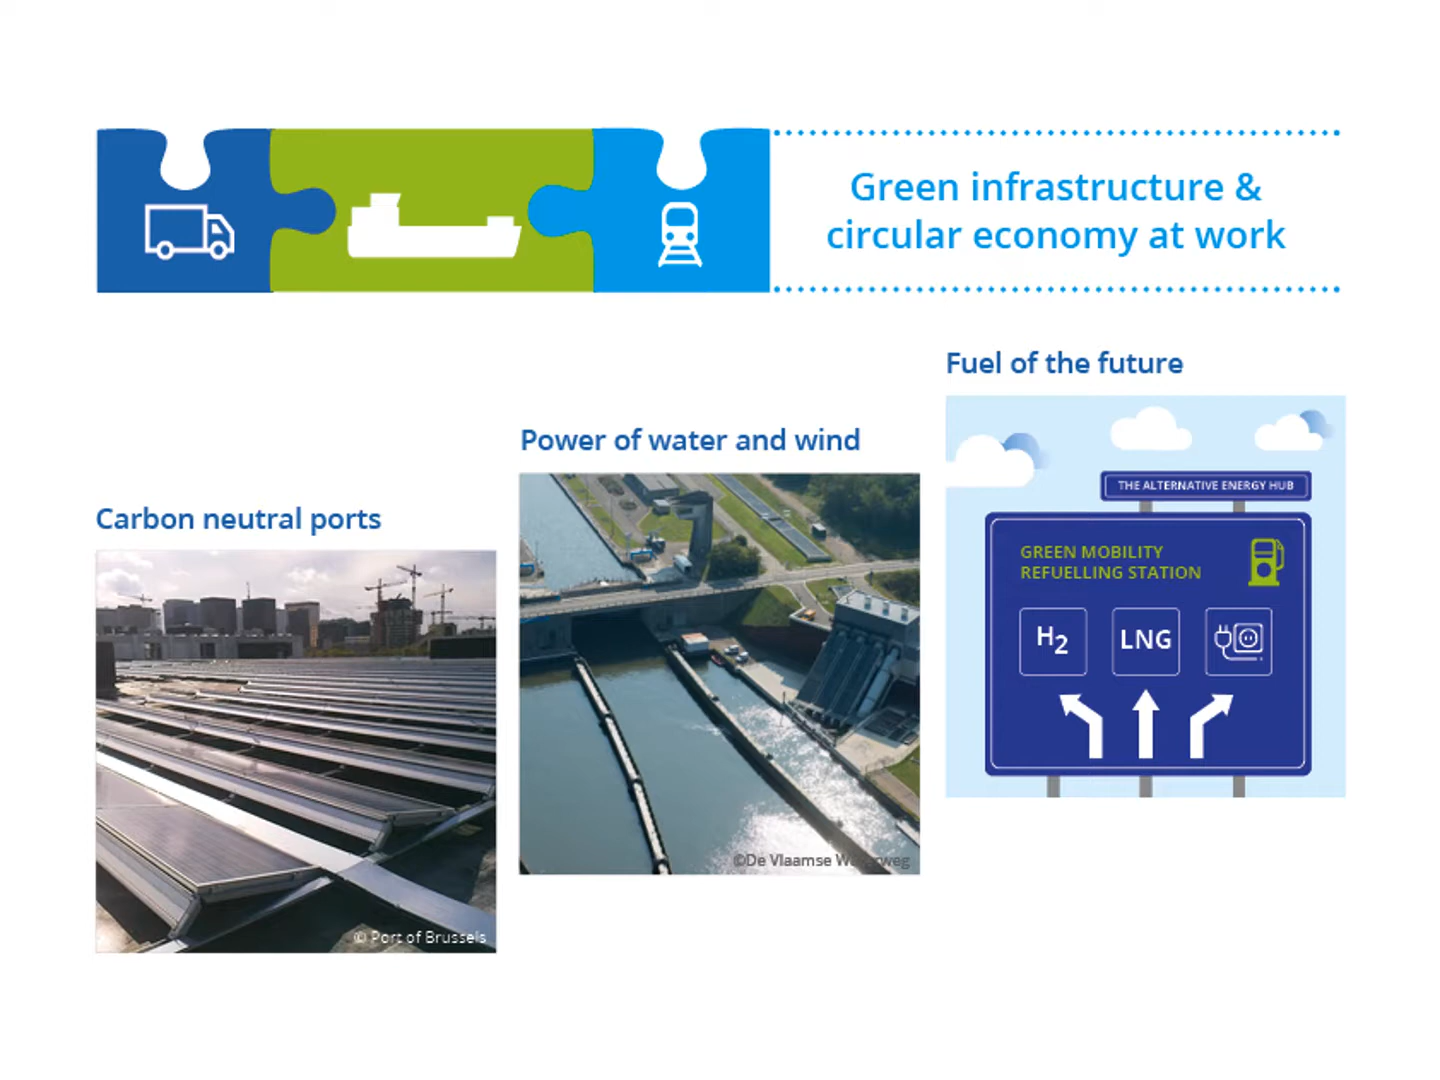 Green infrastructure &
circular economy at work
Fuel of the future
THE ALTERNATIVE ENERGY HUB
GREEN MOBILITY
REFUELLING STATION
H2
LNG
Power of water and wind
©De Vlaamse Waterweg
Carbon neutral ports
© Port of Brussels